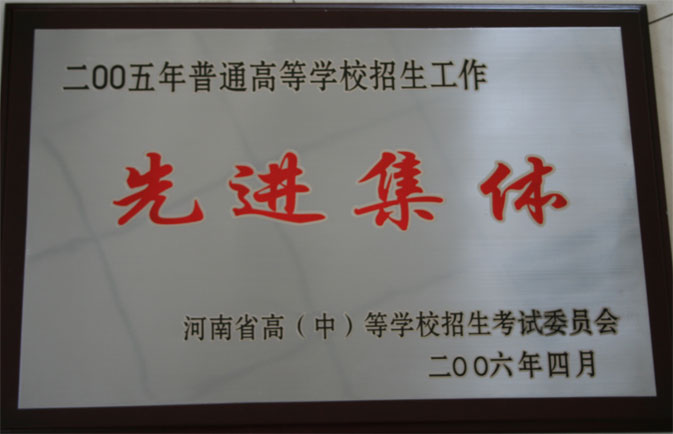 二00五年普通高等学校招生工作
先进集体
河南省高（中）等学校招生考试委员会
二00六年四月